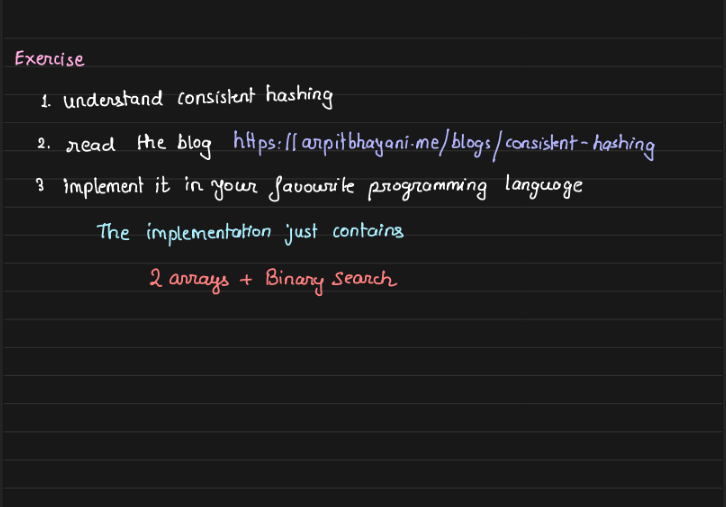 Exercise
1. understand consistent hashing
2. read the blog https://arpitbhayani.me/blogs/consistent-hashing
3 implement it in your favourite programming language
The implementation just contains
2 arrays + Binary Search